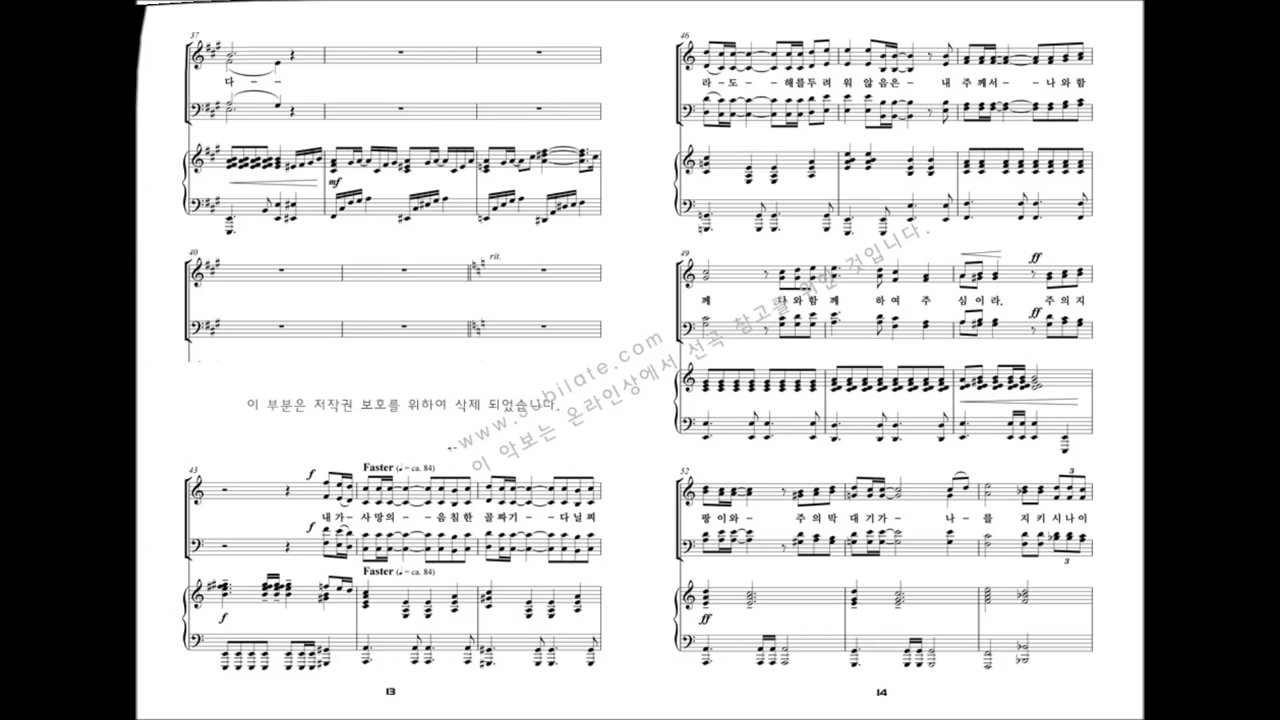 37
다 - -
mf
40
rit.
이 부분은 저작권 보호를 위하여 삭제 되었습니다.
43
f
Faster (♩= ca. 84)
내 가 - 사 망 의 - - 음 침 한 골 짜 기 - - 다 닐 찌
f
Faster (♩= ca. 84)
f
13
46
라 - 도 - - 해 를 두 려 워 않 음 은 - 내 주 께 서 - - 나 와 함
49
ff
께 나 와 함 께 하 여 주 심 이 라. 주 의 지
ff
52
3
팡 이 와 - 주 의 막 대 기 가 - 나 - 를 지 키 시 나 이
3
ff
14
www.jubilate.com
이 악보는 온라인상에서 선곡 참고를 위한 것입니다.